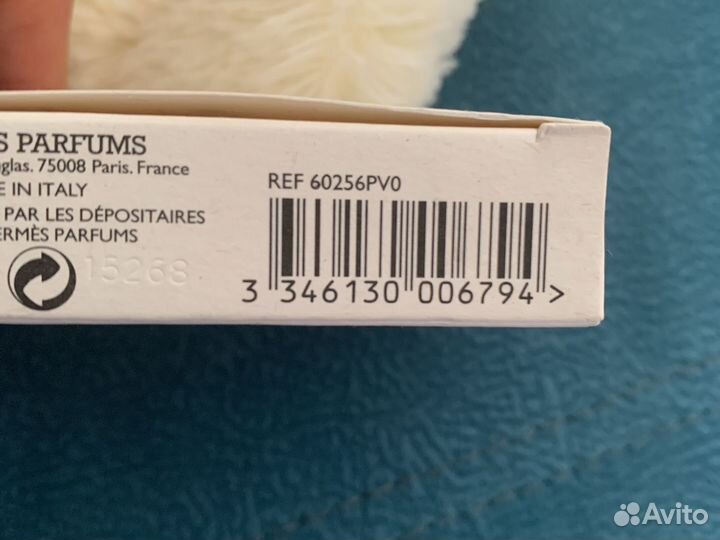 S PARFUMS
glas. 75008 Paris. France
E IN ITALY
PAR LES DÉPOSITAIRES
ERMÈS PARFUMS
15268
REF 60256PV0
3 346130 006794 >
Avito